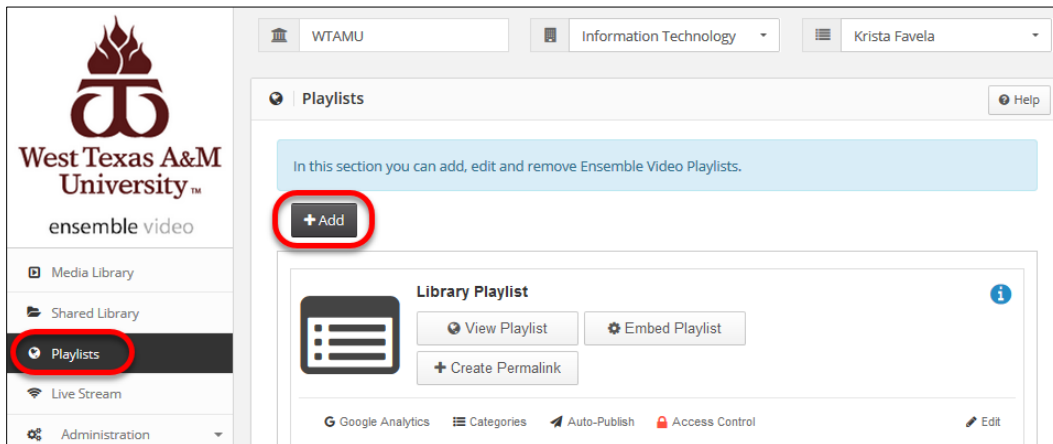 WTAMU
Information Technology
Krista Favela
West Texas A&M
University™
ensemble video
Media Library
Shared Library
Playlists
Live Stream
Administration
Playlists
Help
In this section you can add, edit and remove Ensemble Video Playlists.
+ Add
Library Playlist
View Playlist
Embed Playlist
+ Create Permalink
G Google Analytics
Categories
Auto-Publish
Access Control
Edit